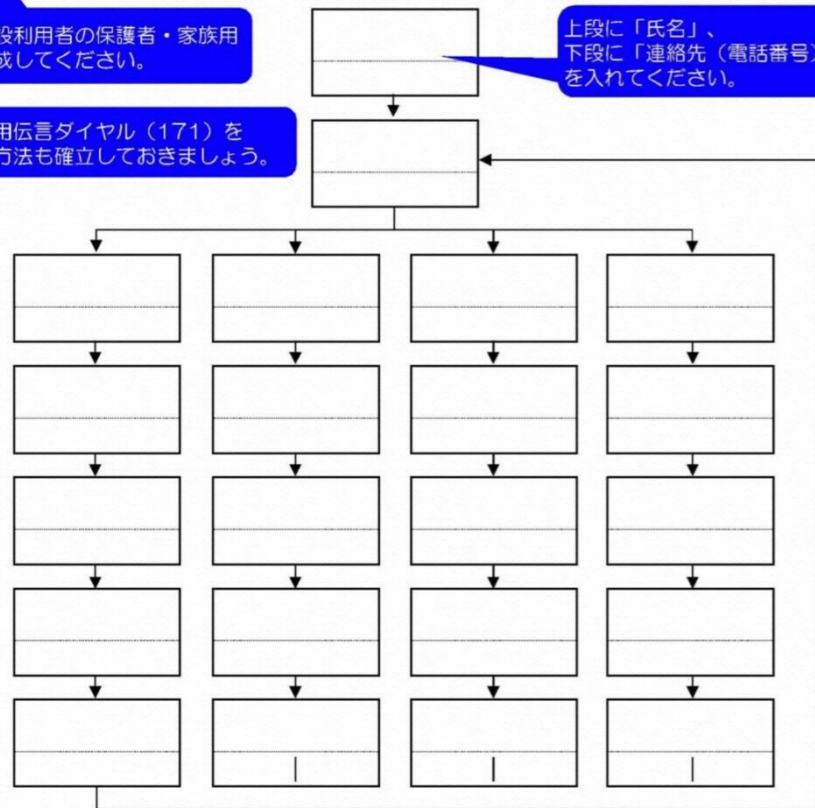 設利用者の保護者・家族用
成してください。
上段に「氏名」、
下段に「連絡先（電話番号）
を入れてください。
用伝言ダイヤル（171）を
方法も確立しておきましょう。